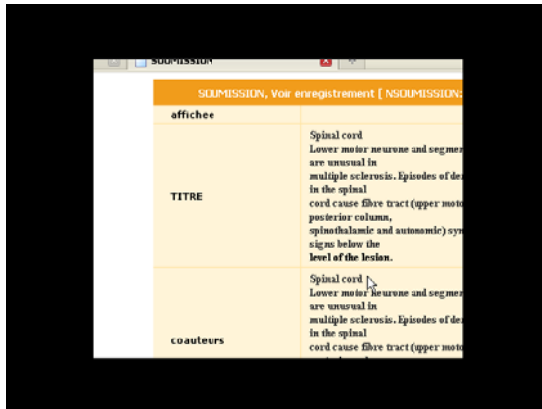 SOUMISSION
SOUMISSION, Voir enregistrement [ NSOUMISSION:
affichee
TITRE
Spinal cord
Lower motor neurone and segmen
are unusual in
multiple sclerosis. Episodes of de
in the spinal
cord cause fibre tract (upper moto
posterior column,
spinothalamic and autonomic) syn
signs below the
level of the lesion.
coauteurs
Spinal cord
Lower motor neurone and segmen
are unusual in
multiple sclerosis. Episodes of de
in the spinal
cord cause fibre tract (upper moto